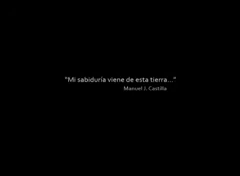 "Mi sabiduría viene de esta tierra..."
Manuel J. Castilla